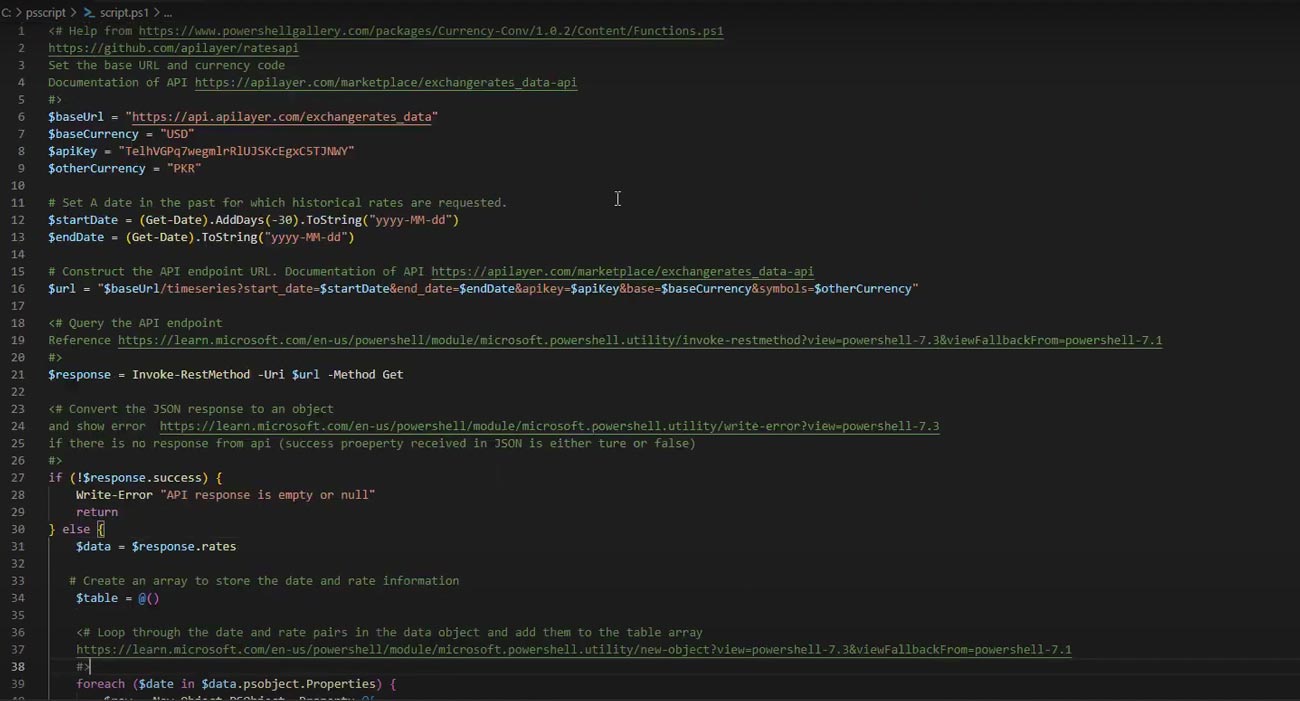 C: > psscript > script.ps1 > ...
1 <# Help from https://www.powershellgallery.com/packages/Currency-Conv/1.0.2/Content/Functions.ps1
2 https://github.com/apilayer/ratesapi
3 Set the base URL and currency code
4 Documentation of API https://apilayer.com/marketplace/exchangerates_data-api
5 #>
6 $baseUrl = "https://api.apilayer.com/exchangerates_data"
7 $baseCurrency = "USD"
8 $apiKey = "TelhVGPq7wegmlrRlUJSKcEgxC5TJNWY"
9 $otherCurrency = "PKR"
10
11 # Set A date in the past for which historical rates are requested.
12 $startDate = (Get-Date).AddDays(-30).ToString("yyyy-MM-dd")
13 $endDate = (Get-Date).ToString("yyyy-MM-dd")
14
15 # Construct the API endpoint URL. Documentation of API https://apilayer.com/marketplace/exchangerates_data-api
16 $url = "$baseUrl/timeseries?start_date=$startDate&end_date=$endDate&apikey=$apiKey&base=$baseCurrency&symbols=$otherCurrency"
17
18 <# Query the API endpoint
19 Reference https://learn.microsoft.com/en-us/powershell/module/microsoft.powershell.utility/invoke-restmethod?view=powershell-7.3&viewFallbackFrom=powershell-7.1
20 #>
21 $response = Invoke-RestMethod -Uri $url -Method Get
22
23 <# Convert the JSON response to an object
24 and show error  https://learn.microsoft.com/en-us/powershell/module/microsoft.powershell.utility/write-error?view=powershell-7.3
25 if there is no response from api (success proeperty received in JSON is either ture or false)
26 #>
27 if (!$response.success) {
28 Write-Error "API response is empty or null"
29 return
30 } else {
31 $data = $response.rates
32
33 # Create an array to store the date and rate information
34 $table = @()
35
36 <# Loop through the date and rate pairs in the data object and add them to the table array
37 https://learn.microsoft.com/en-us/powershell/module/microsoft.powershell.utility/new-object?view=powershell-7.3&viewFallbackFrom=powershell-7.1
38 #>
39 foreach ($date in $data.psobject.Properties) {